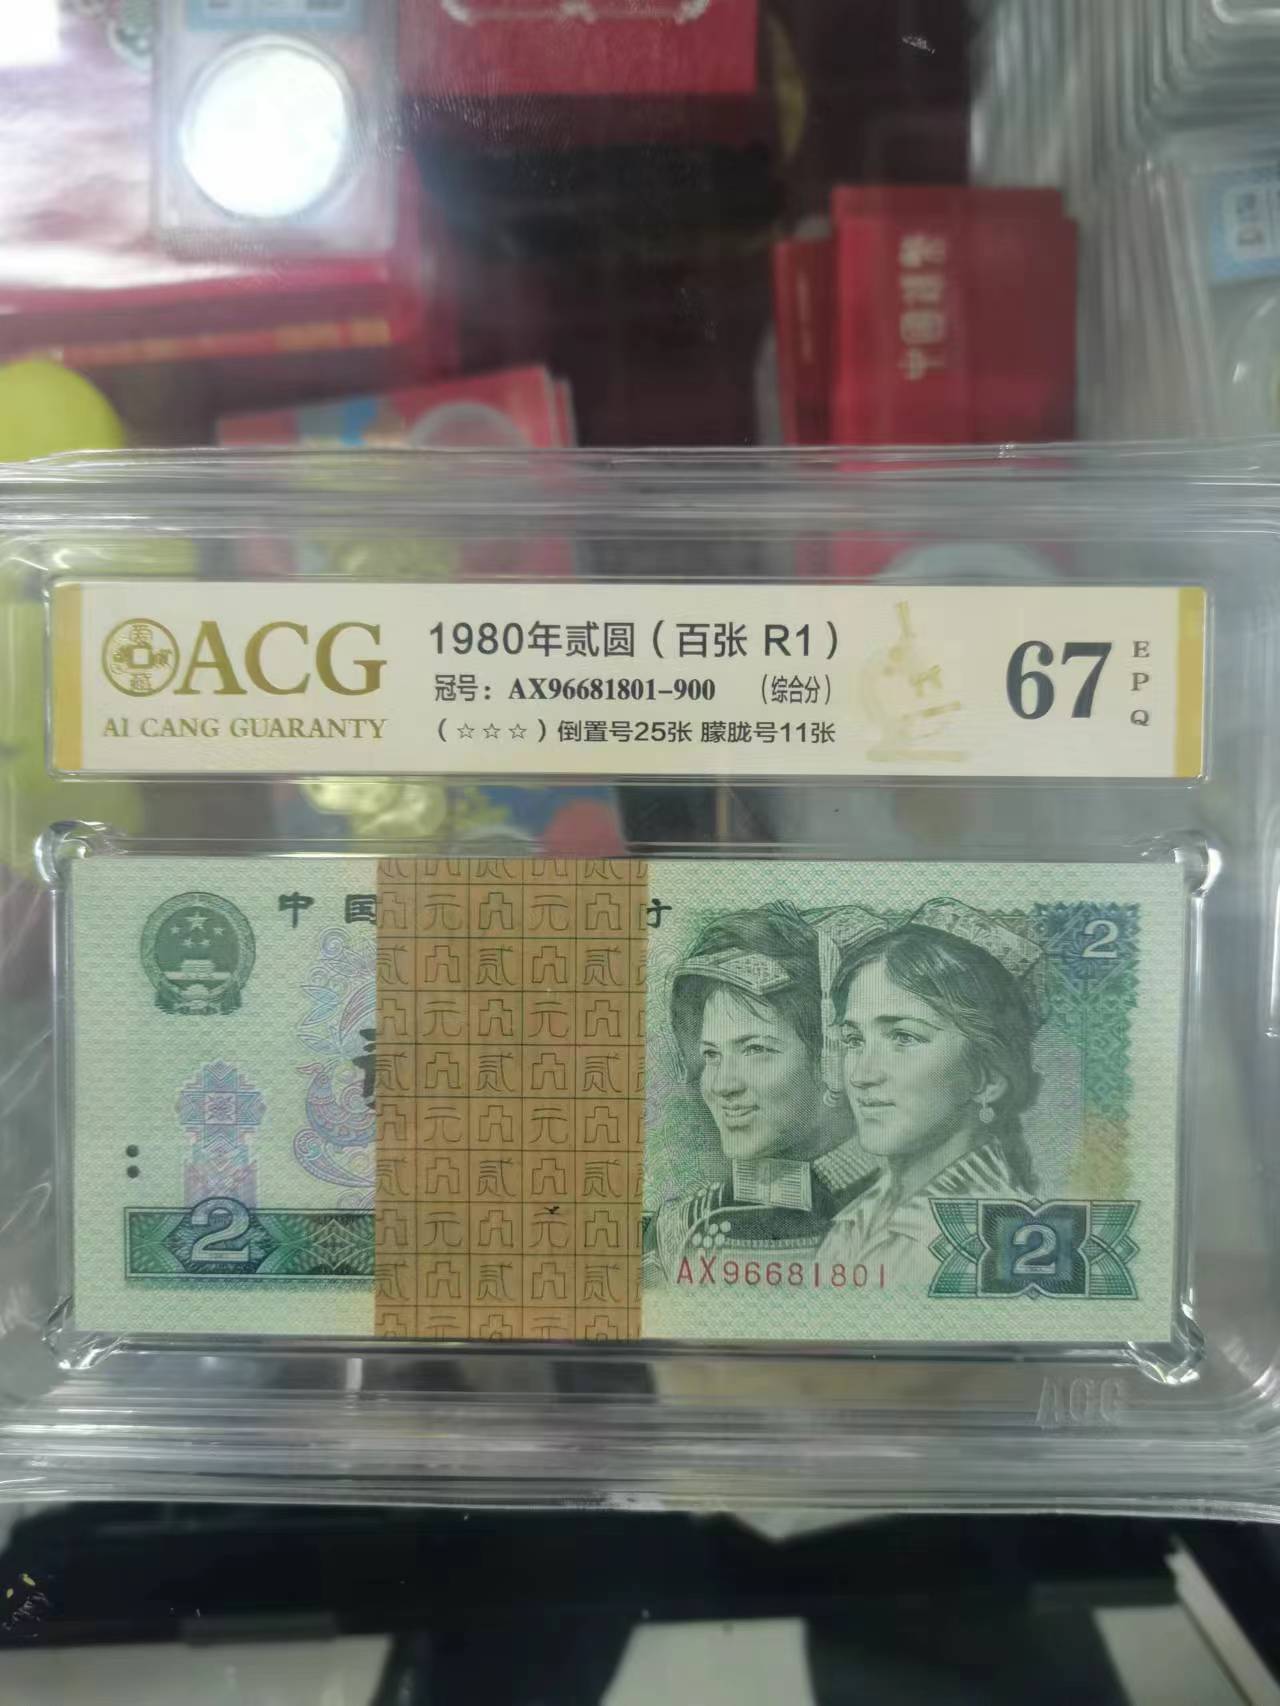 ACG
AI CANG GUARANTY
1980年贰圆（百张 R1）
冠号：AX96681801-900 （综合分）
（☆☆☆）倒置号25张 朦胧号11张
67
EPQ
中国
2
2
AX96681801
2
ACG